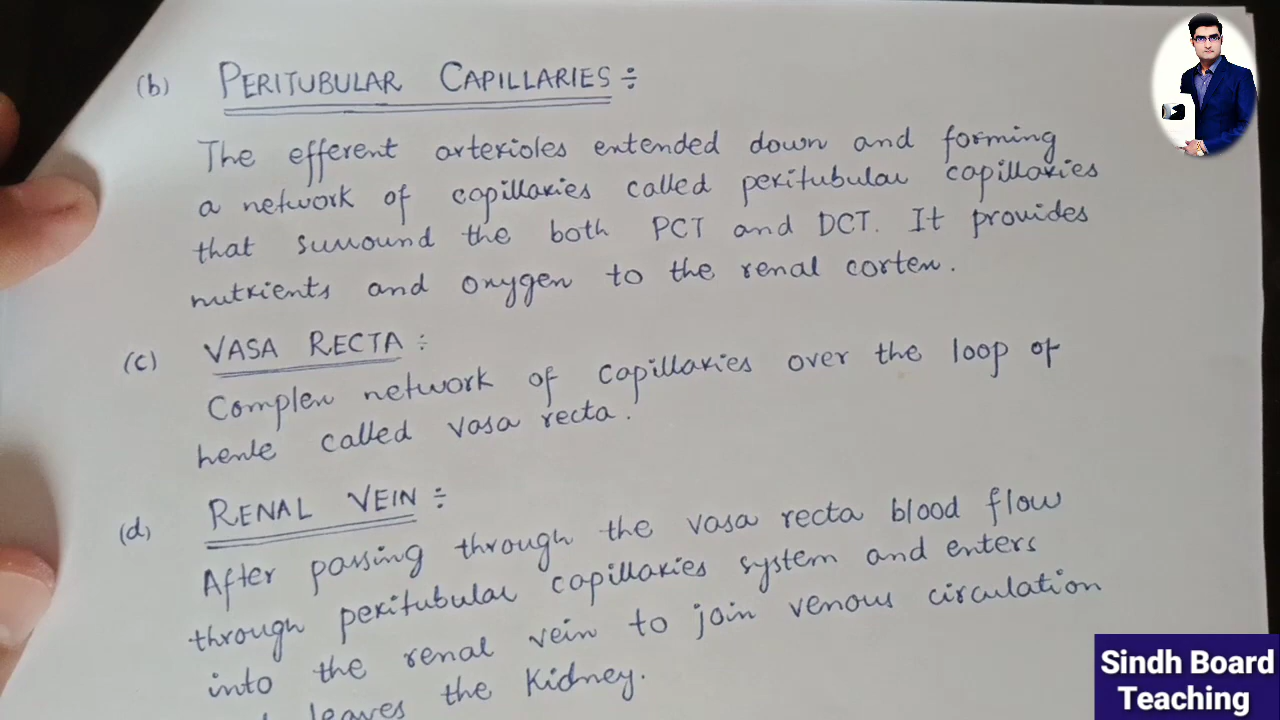 (b) PERITUBULAR CAPILLARIES ÷
The efferent arterioles extended down and forming
a network of capillaries called peritubular capillaries
that surround the both PCT and DCT. It provides
nutrients and oxygen to the renal cortex.
(c) VASA RECTA ÷
Complex network of capillaries over the loop of
henle called vasa recta.
(d) RENAL VEIN ÷
After passing through the vasa recta blood flow
through peritubular capillaries system and enters
into the renal vein to join venous circulation
leaves the kidney.
Sindh Board
Teaching